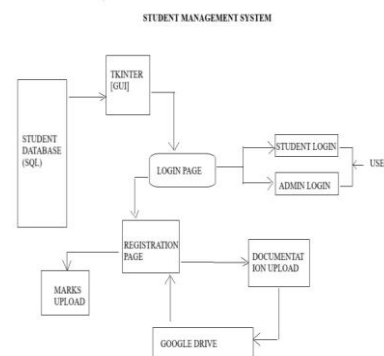 STUDENT MANAGEMENT SYSTEM
TKINTER
[GUI]
STUDENT
DATABASE
(SQL)
LOGIN PAGE
STUDENT LOGIN
USE
ADMIN LOGIN
REGISTRATION
PAGE
DOCUMENTAT
ION UPLOAD
MARKS
UPLOAD
GOOGLE DRIVE